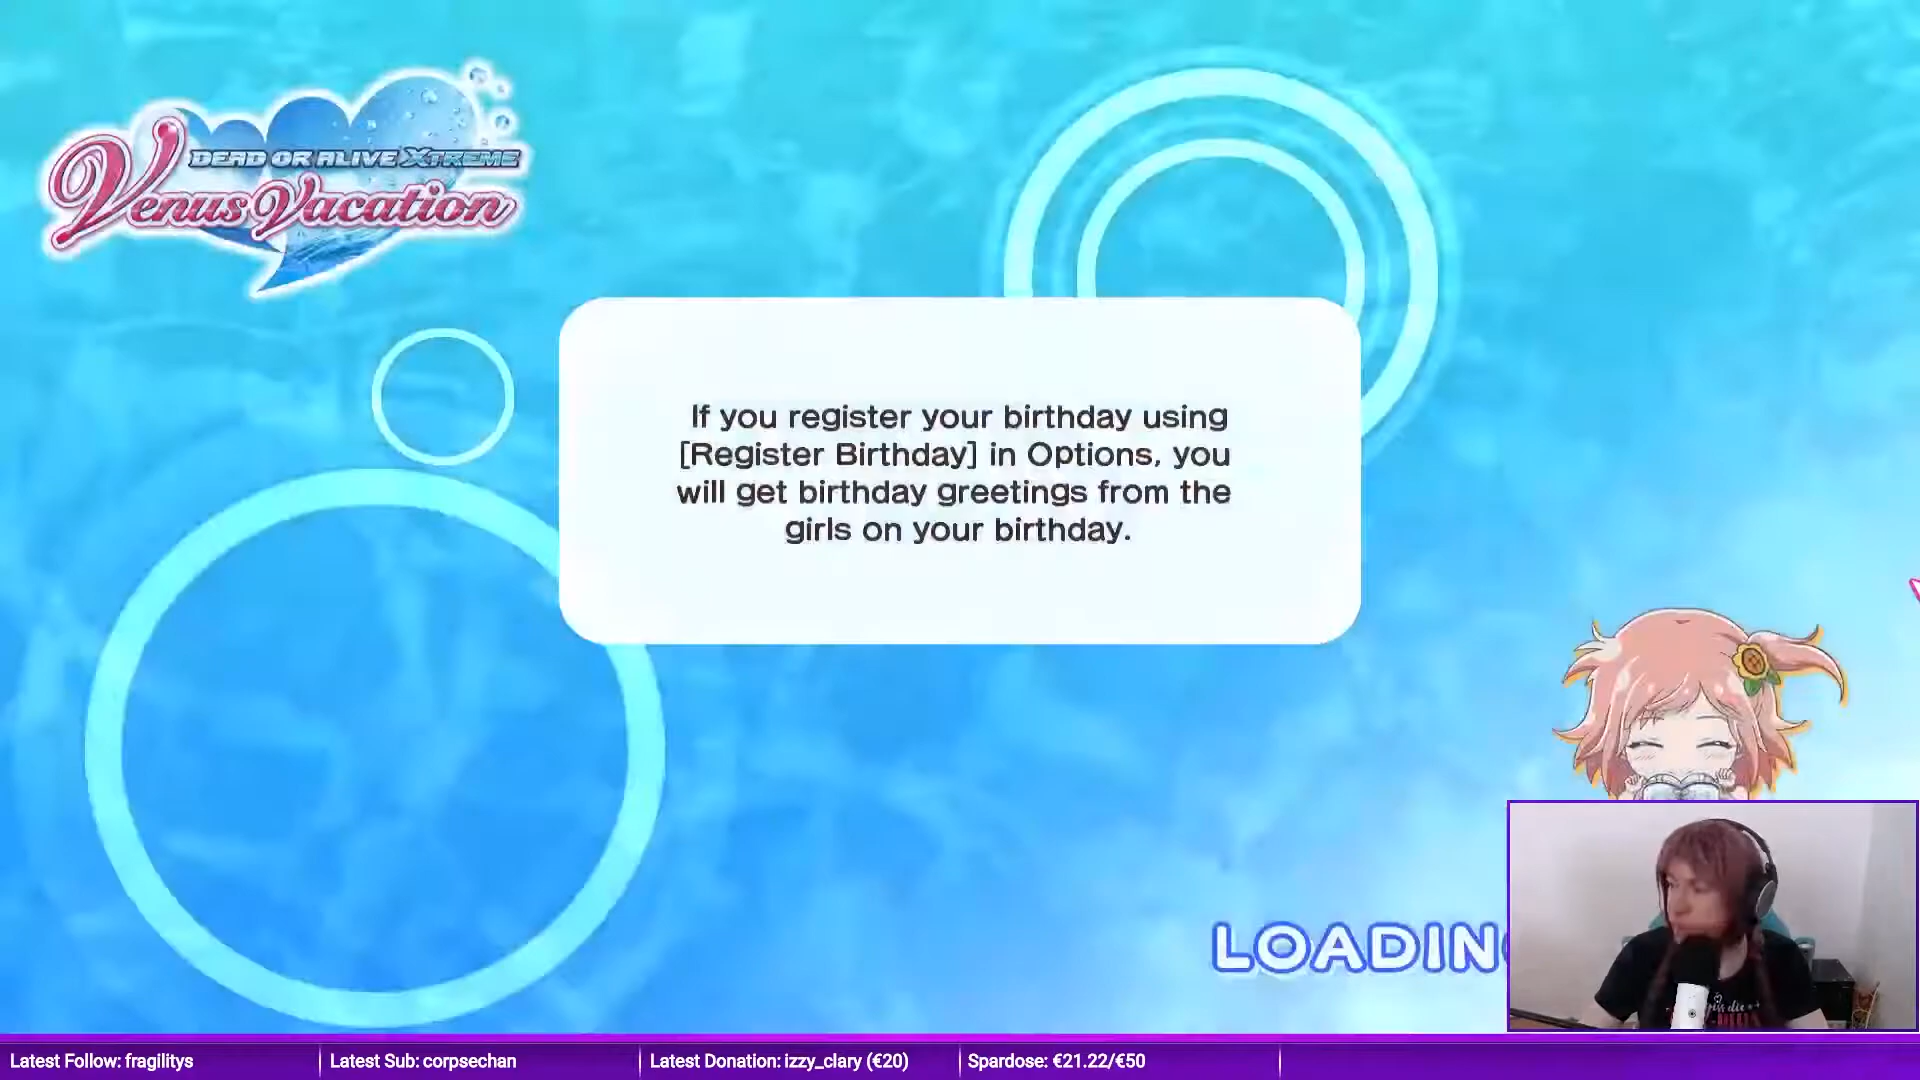 DEAD OR ALIVE XTREME
Venus Vacation
If you register your birthday using
[Register Birthday] in Options, you
will get birthday greetings from the
girls on your birthday.
LOADING
Latest Follow: fragilitys
Latest Sub: corpsechan
Latest Donation: izzy_clary (€20)
Spardose: €21.22/€50